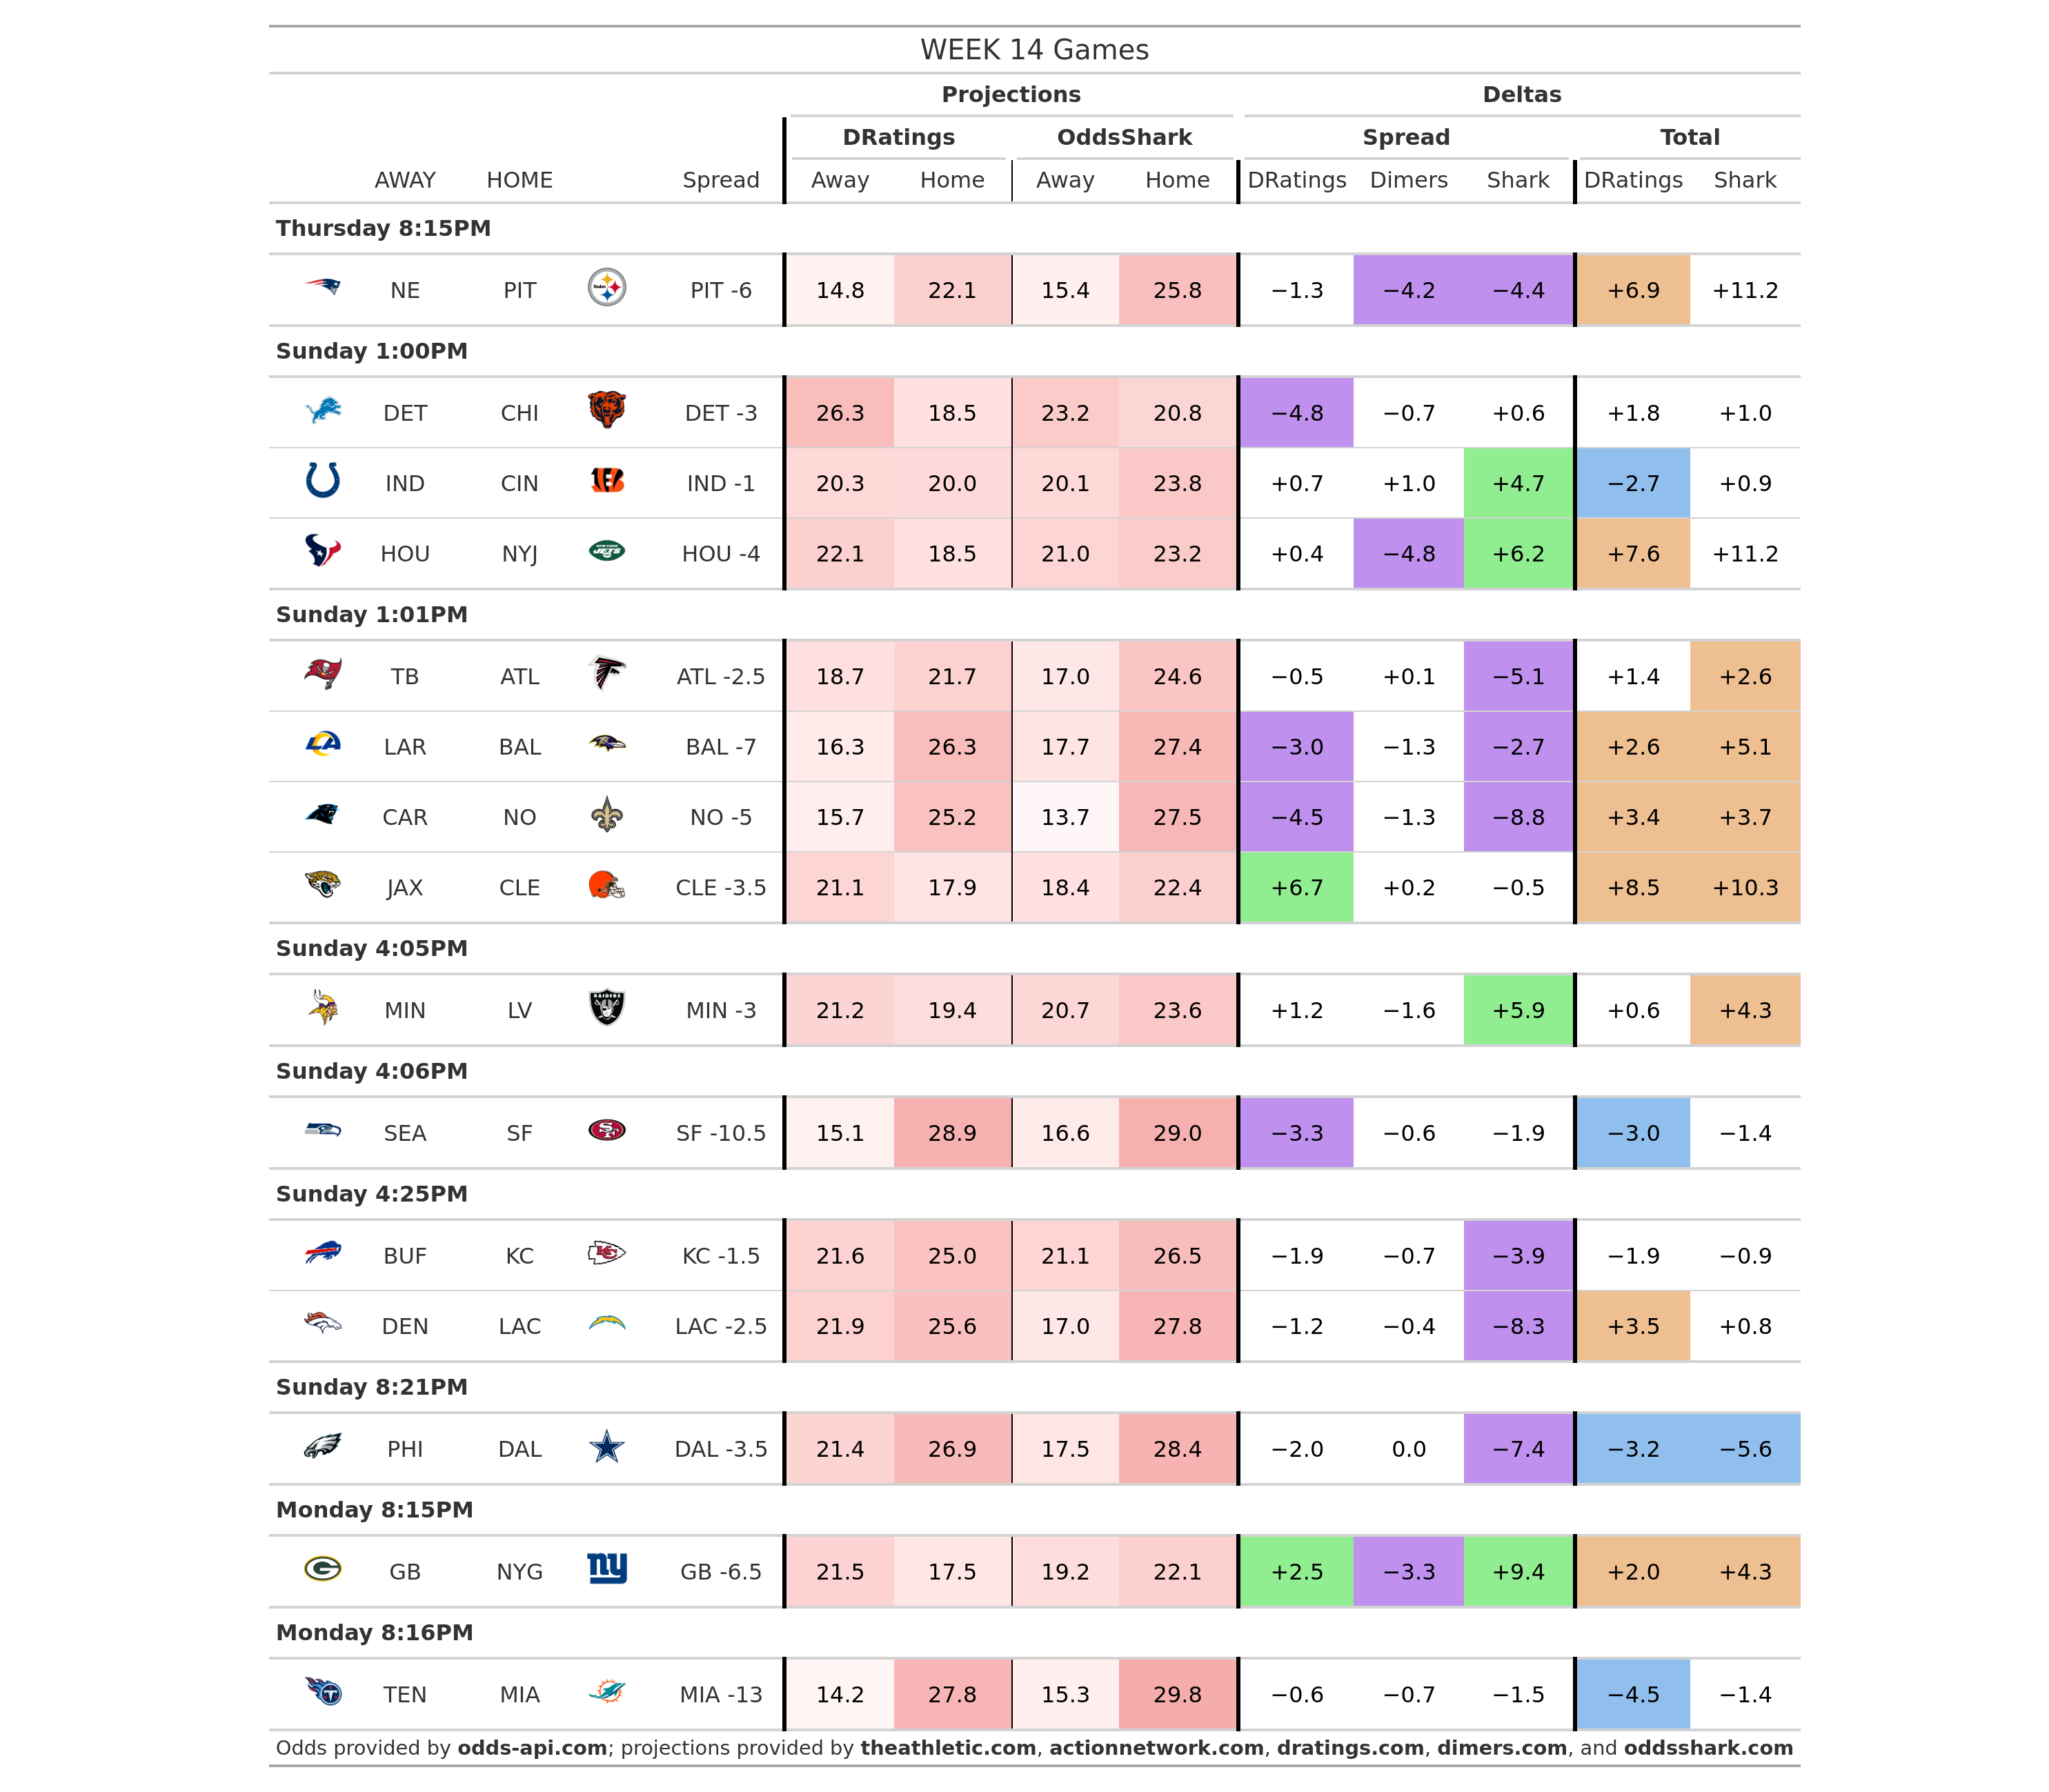 WEEK 14 Games
Projections Deltas
DRatings OddsShark Spread Total
AWAY HOME Spread Away Home Away Home DRatings Dimers Shark DRatings Shark
Thursday 8:15PM
NE PIT PIT -6 14.8 22.1 15.4 25.8 −1.3 −4.2 −4.4 +6.9 +11.2
Sunday 1:00PM
DET CHI DET -3 26.3 18.5 23.2 20.8 −4.8 −0.7 +0.6 +1.8 +1.0
IND CIN IND -1 20.3 20.0 20.1 23.8 +0.7 +1.0 +4.7 −2.7 +0.9
HOU NYJ HOU -4 22.1 18.5 21.0 23.2 +0.4 −4.8 +6.2 +7.6 +11.2
Sunday 1:01PM
TB ATL ATL -2.5 18.7 21.7 17.0 24.6 −0.5 +0.1 −5.1 +1.4 +2.6
LAR BAL BAL -7 16.3 26.3 17.7 27.4 −3.0 −1.3 −2.7 +2.6 +5.1
CAR NO NO -5 15.7 25.2 13.7 27.5 −4.5 −1.3 −8.8 +3.4 +3.7
JAX CLE CLE -3.5 21.1 17.9 18.4 22.4 +6.7 +0.2 −0.5 +8.5 +10.3
Sunday 4:05PM
MIN LV MIN -3 21.2 19.4 20.7 23.6 +1.2 −1.6 +5.9 +0.6 +4.3
Sunday 4:06PM
SEA SF SF -10.5 15.1 28.9 16.6 29.0 −3.3 −0.6 −1.9 −3.0 −1.4
Sunday 4:25PM
BUF KC KC -1.5 21.6 25.0 21.1 26.5 −1.9 −0.7 −3.9 −1.9 −0.9
DEN LAC LAC -2.5 21.9 25.6 17.0 27.8 −1.2 −0.4 −8.3 +3.5 +0.8
Sunday 8:21PM
PHI DAL DAL -3.5 21.4 26.9 17.5 28.4 −2.0 0.0 −7.4 −3.2 −5.6
Monday 8:15PM
GB NYG GB -6.5 21.5 17.5 19.2 22.1 +2.5 −3.3 +9.4 +2.0 +4.3
Monday 8:16PM
TEN MIA MIA -13 14.2 27.8 15.3 29.8 −0.6 −0.7 −1.5 −4.5 −1.4
Odds provided by odds-api.com; projections provided by theathletic.com, actionnetwork.com, dratings.com, dimers.com, and oddsshark.com